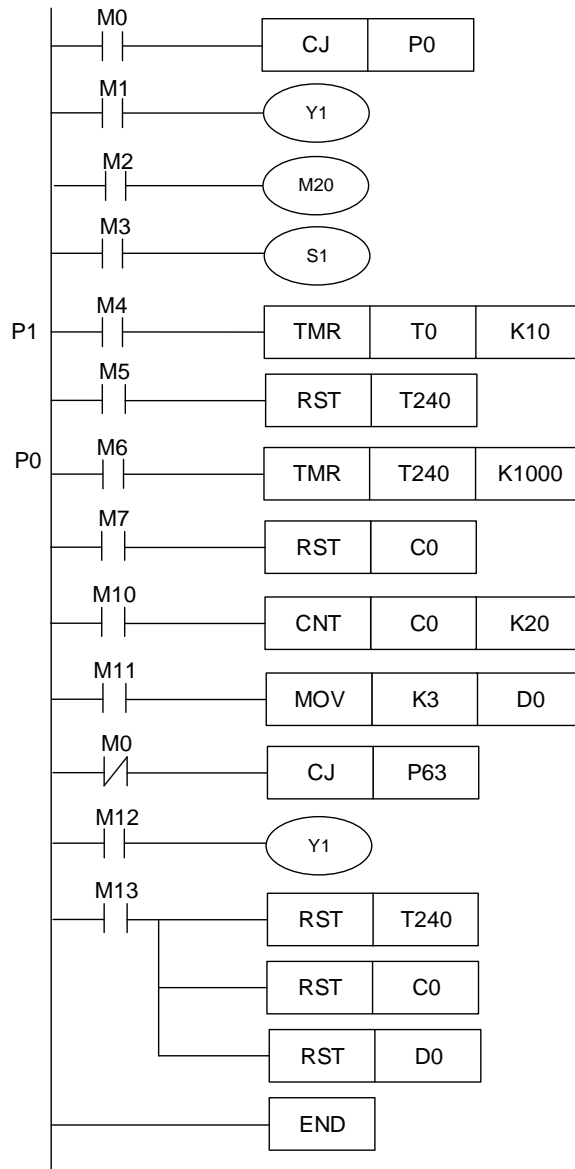 M0
CJ P0
M1
Y1
M2
M20
M3
S1
P1 M4
TMR T0 K10
M5
RST T240
P0 M6
TMR T240 K1000
M7
RST C0
M10
CNT C0 K20
M11
MOV K3 D0
M0
CJ P63
M12
Y1
M13
RST T240
RST C0
RST D0
END